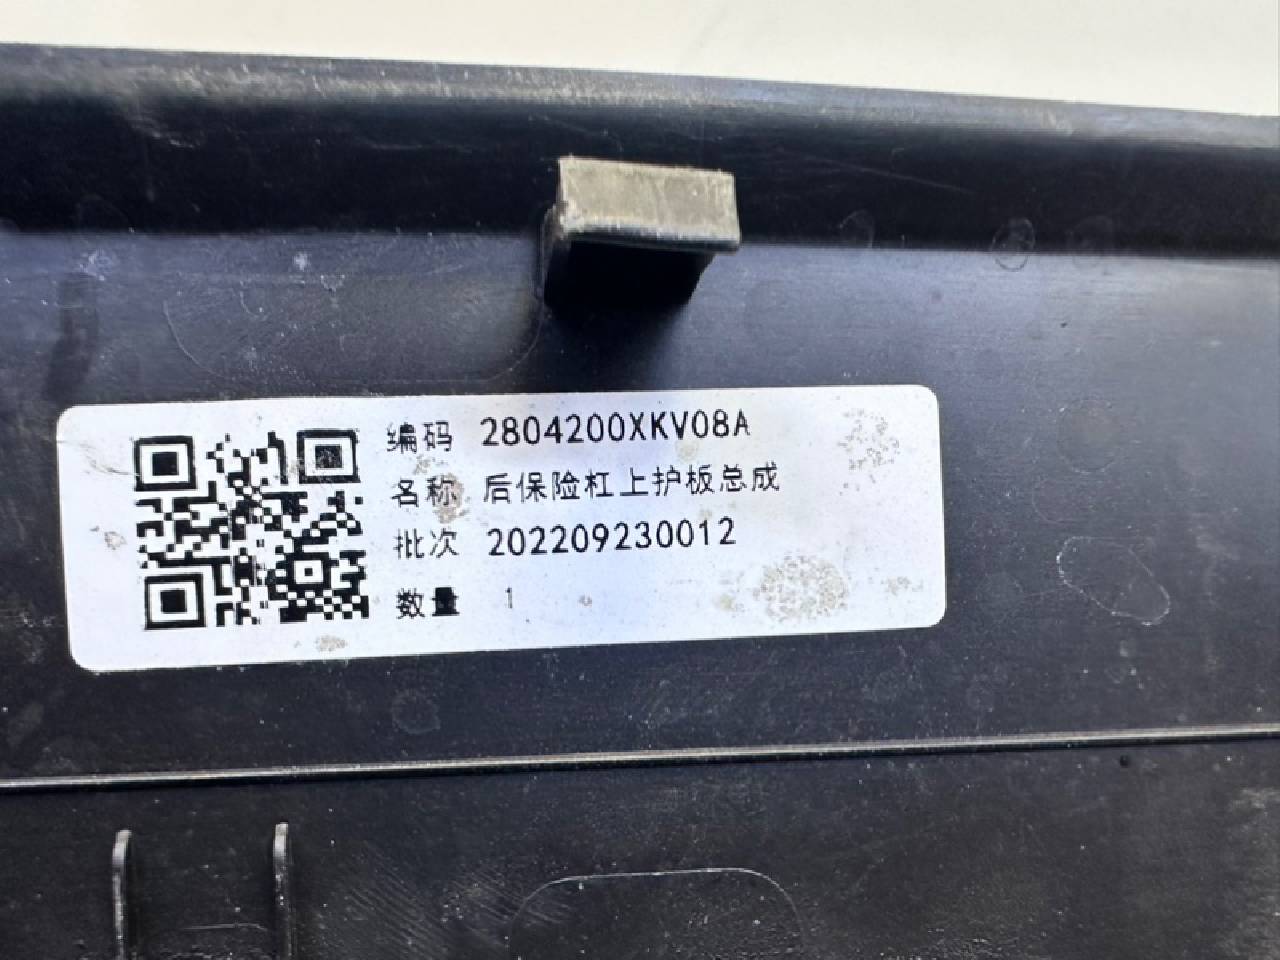 编码 2804200XKV08A
名称 后保险杠上护板总成
批次 202209230012
数量 1